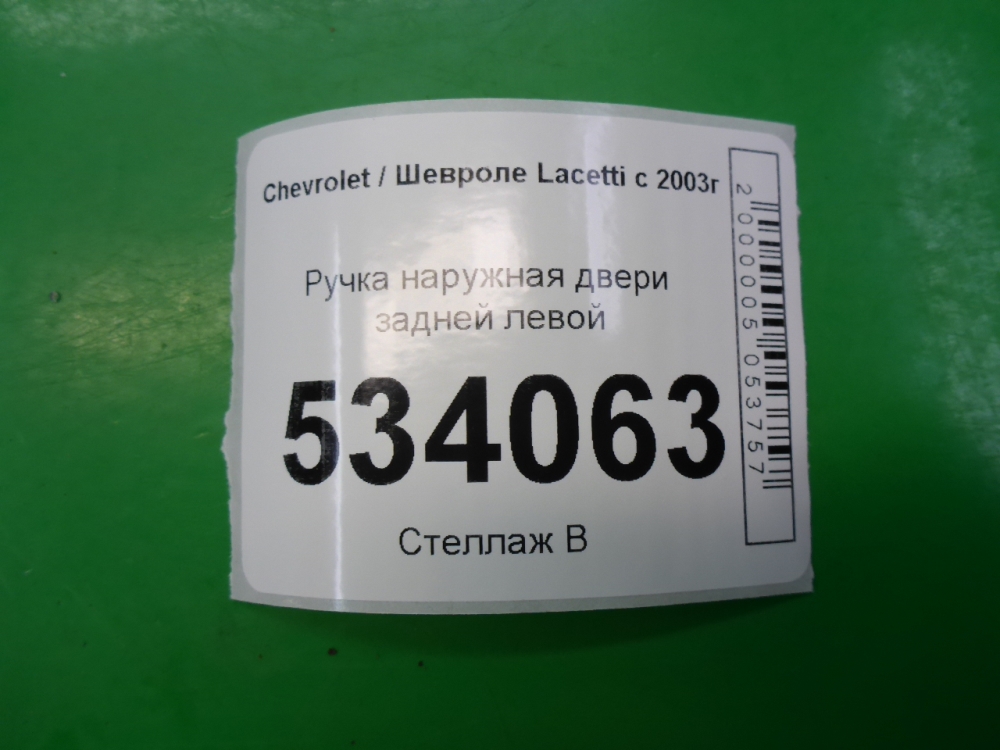 Chevrolet / Шевроле Lacetti с 2003г
Ручка наружная двери
задней левой
534063
Стеллаж В
2000005053757